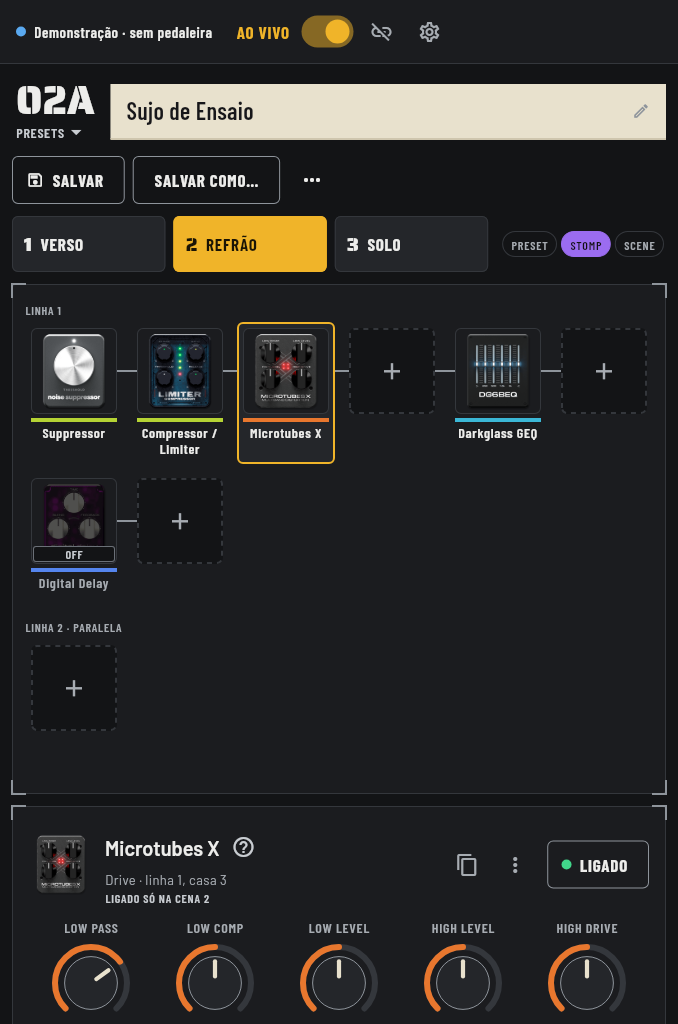 Demonstração · sem pedaleira
AO VIVO
02A
PRESETS
Sujo de Ensaio
SALVAR
SALVAR COMO...
1 VERSO
2 REFRÃO
3 SOLO
PRESET
STOMP
SCENE
LINHA 1
noise suppressor
LIMITER
MICROTUBES X
DG6BEQ
Suppressor
Compressor /
Limiter
Microtubes X
Darkglass GEQ
OFF
Digital Delay
LINHA 2 · PARALELA
Microtubes X
Drive · linha 1, casa 3
LIGADO SÓ NA CENA 2
LIGADO
LOW PASS
LOW COMP
LOW LEVEL
HIGH LEVEL
HIGH DRIVE